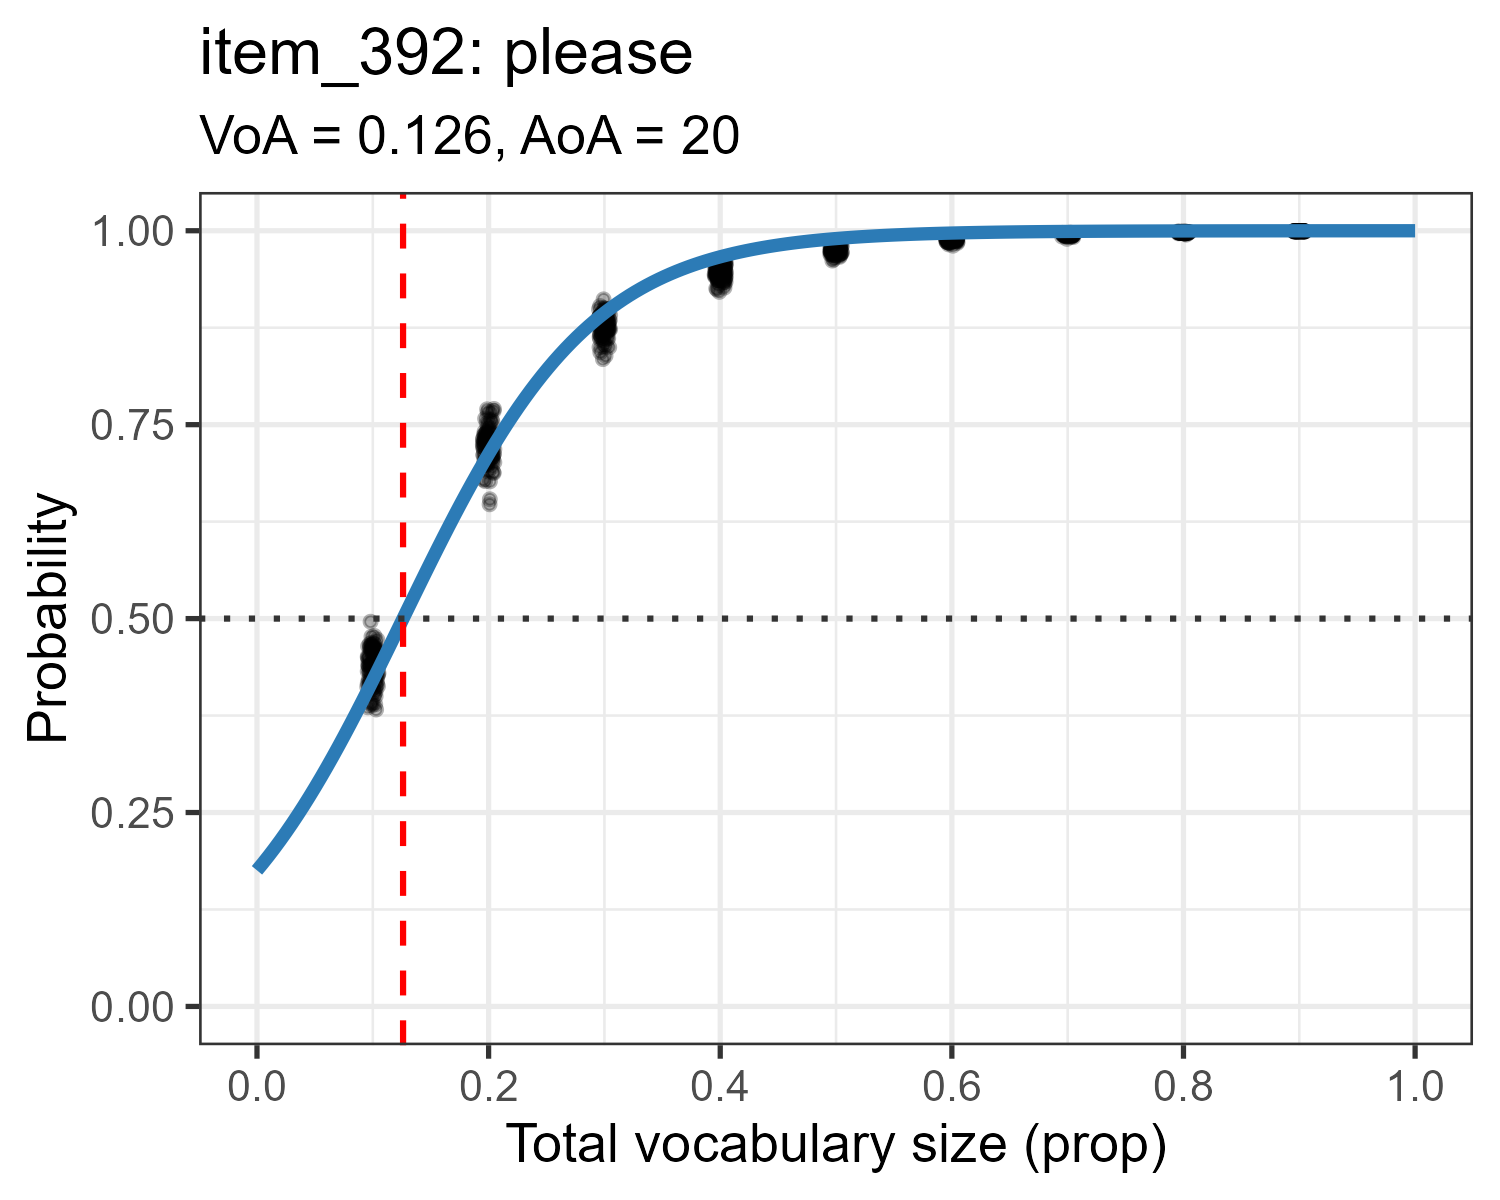 item_392: please
VoA = 0.126, AoA = 20
Probability
1.00
0.75
0.50
0.25
0.00
0.0 0.2 0.4 0.6 0.8 1.0
Total vocabulary size (prop)